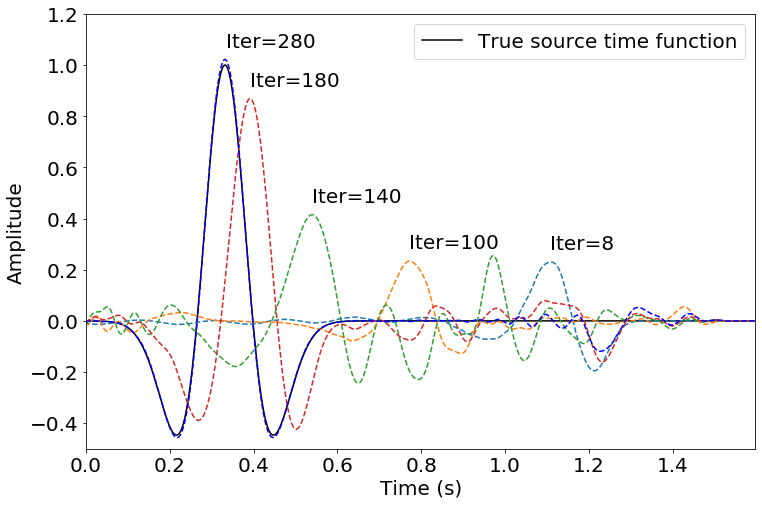 True source time function
Iter=280
Iter=180
Iter=140
Iter=100
Iter=8
Amplitude
1.2
1.0
0.8
0.6
0.4
0.2
0.0
−0.2
−0.4
0.0 0.2 0.4 0.6 0.8 1.0 1.2 1.4
Time (s)